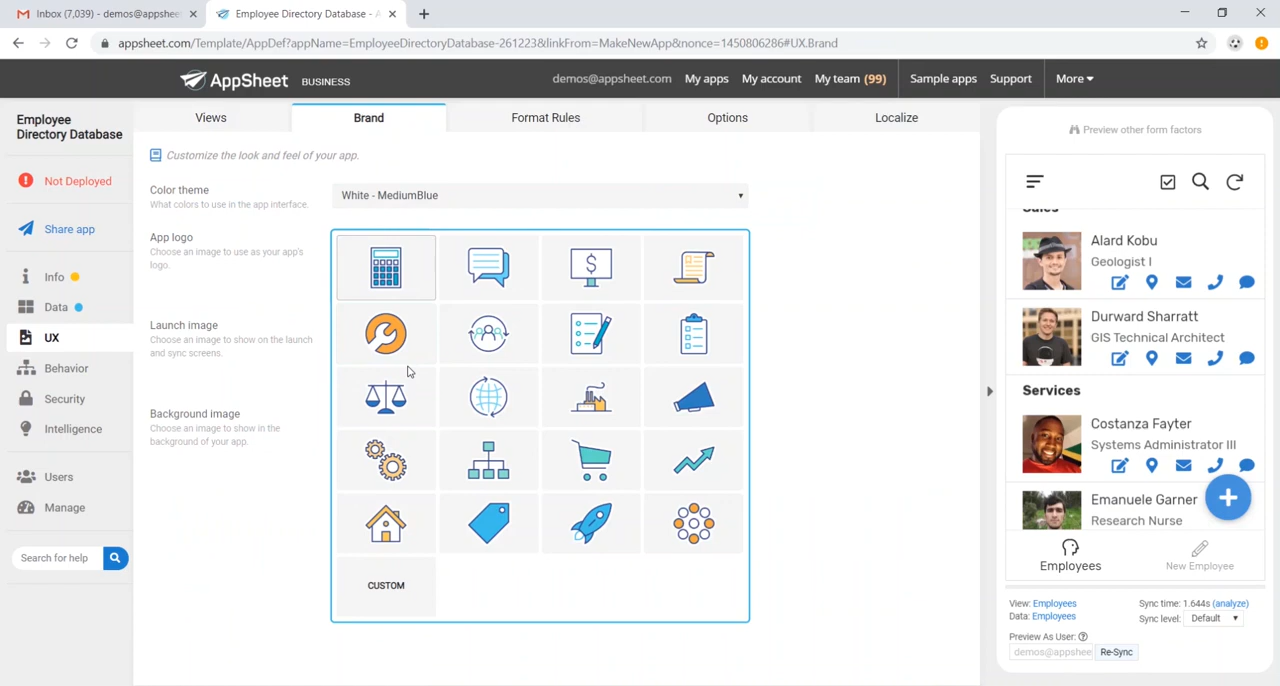 Inbox (7,039) - demos@appshee
Employee Directory Database - A
appsheet.com/Template/AppDef?appName=EmployeeDirectoryDatabase-261223&linkFrom=MakeNewApp&nonce=1450806286#UX.Brand
AppSheet BUSINESS
demos@appsheet.com My apps My account My team (99) Sample apps Support More
Employee
Directory Database
Not Deployed
Share app
Info
Data
UX
Behavior
Security
Intelligence
Users
Manage
Search for help
Views Brand Format Rules Options Localize
Customize the look and feel of your app.
Color theme
What colors to use in the app interface.
White - MediumBlue
App logo
Choose an image to use as your app's
logo.
Launch image
Choose an image to show on the launch
and sync screens.
Background image
Choose an image to show in the
background of your app.
$
CUSTOM
Preview other form factors
Sales
Alard Kobu
Geologist I
Durward Sharratt
GIS Technical Architect
Services
Costanza Fayter
Systems Administrator III
Emanuele Garner
Research Nurse
Employees
New Employee
View: Employees
Data: Employees
Sync time: 1.644s (analyze)
Sync level: Default
Preview As User:
demos@appshee
Re-Sync